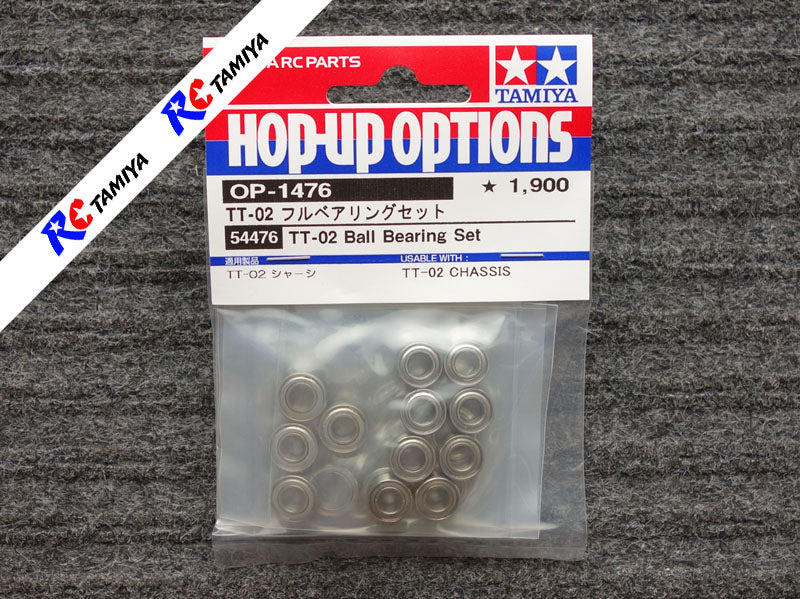 RC TAMIYA
RC TAMIYA
A RC PARTS
TAMIYA
HOP-UP OPTIONS
OP-1476
★ 1,900
TT-02 フルベアリングセット
54476 TT-02 Ball Bearing Set
適用製品
USABLE WITH :
TT-02 シャーシ
TT-02 CHASSIS